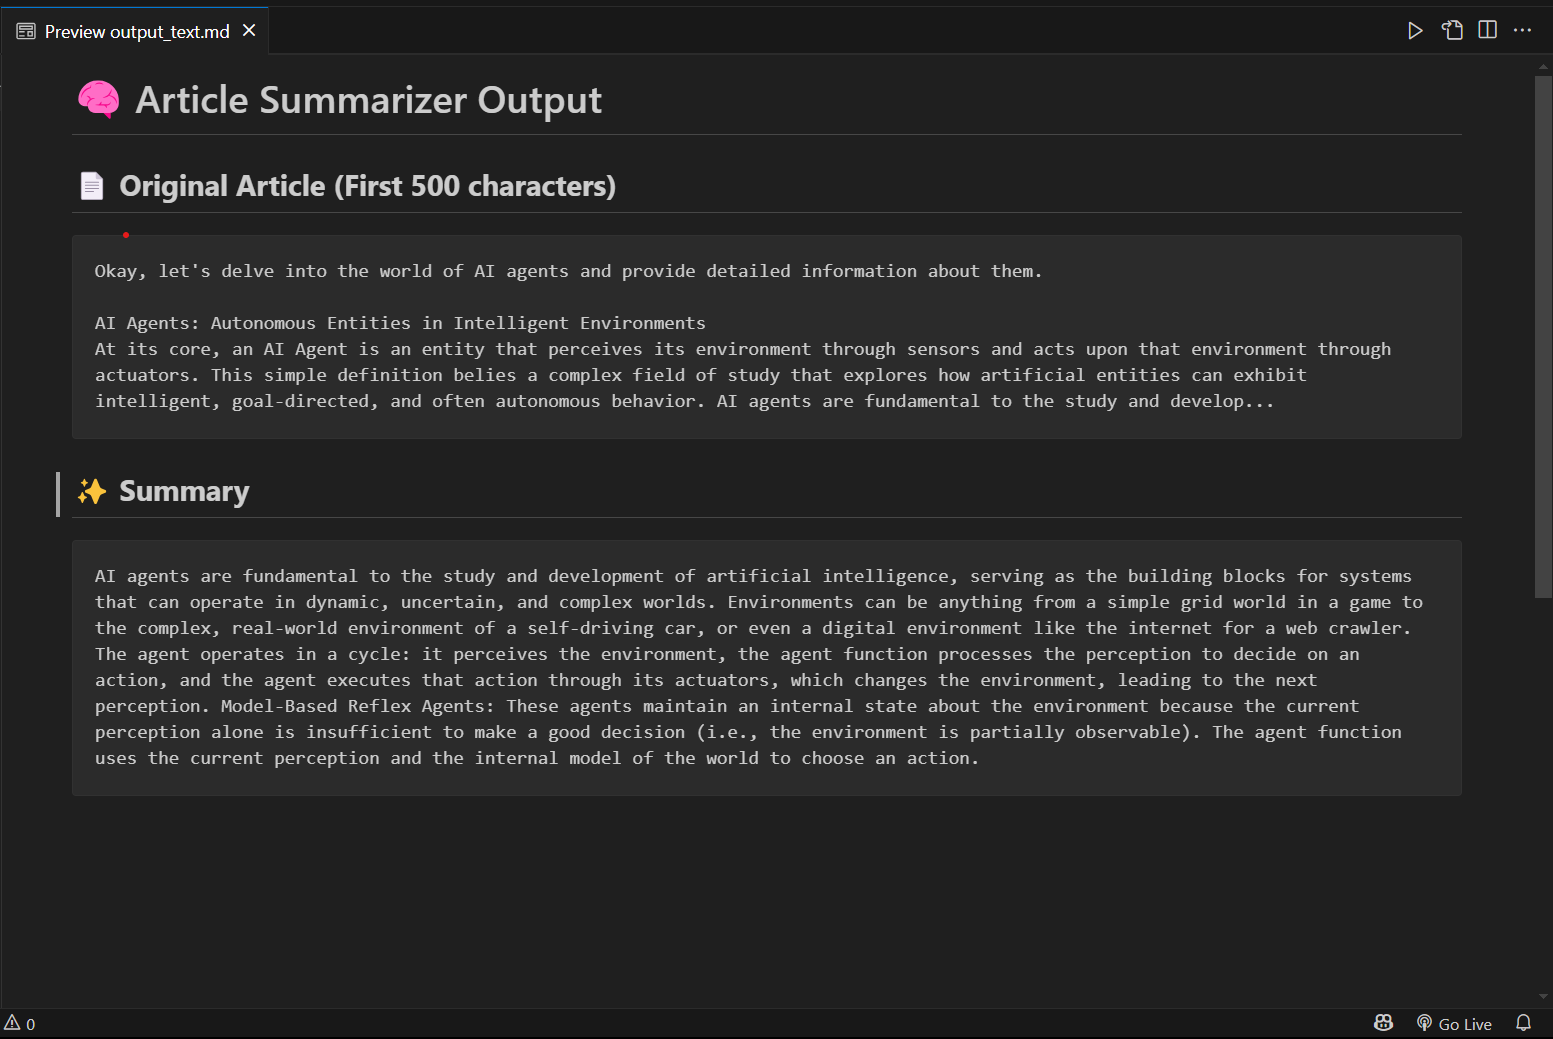 Preview output_text.md
Article Summarizer Output
Original Article (First 500 characters)
Okay, let's delve into the world of AI agents and provide detailed information about them.
AI Agents: Autonomous Entities in Intelligent Environments
At its core, an AI Agent is an entity that perceives its environment through sensors and acts upon that environment through
actuators. This simple definition belies a complex field of study that explores how artificial entities can exhibit
intelligent, goal-directed, and often autonomous behavior. AI agents are fundamental to the study and develop...
Summary
AI agents are fundamental to the study and development of artificial intelligence, serving as the building blocks for systems
that can operate in dynamic, uncertain, and complex worlds. Environments can be anything from a simple grid world in a game to
the complex, real-world environment of a self-driving car, or even a digital environment like the internet for a web crawler.
The agent operates in a cycle: it perceives the environment, the agent function processes the perception to decide on an
action, and the agent executes that action through its actuators, which changes the environment, leading to the next
perception. Model-Based Reflex Agents: These agents maintain an internal state about the environment because the current
perception alone is insufficient to make a good decision (i.e., the environment is partially observable). The agent function
uses the current perception and the internal model of the world to choose an action.
0
Go Live